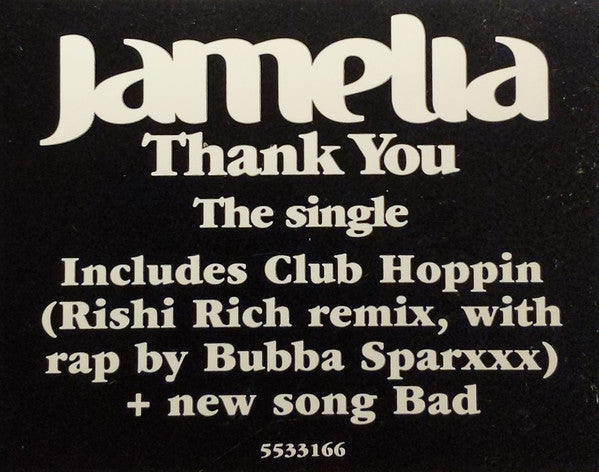 Jamelia
Thank You
The single
Includes Club Hoppin
(Rishi Rich remix, with
rap by Bubba Sparxxx)
+ new song Bad
5533166